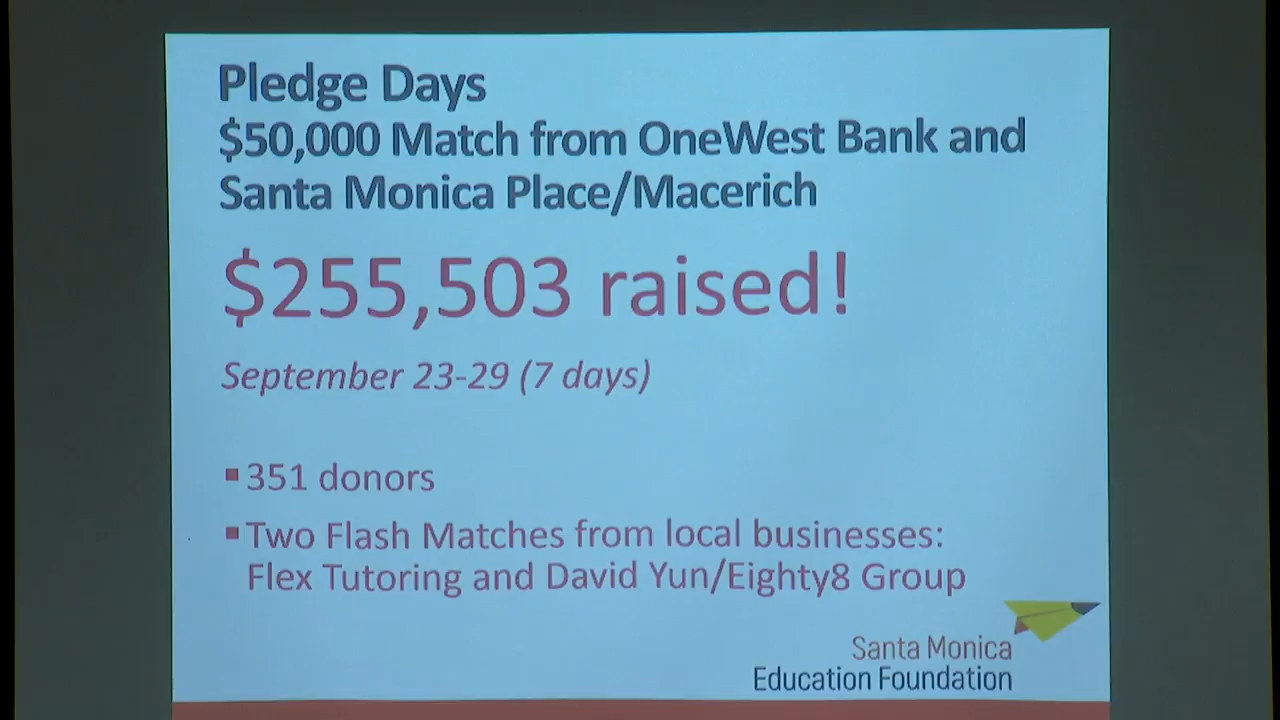 Pledge Days
$50,000 Match from OneWest Bank and
Santa Monica Place/Macerich
$255,503 raised!
September 23-29 (7 days)
▪ 351 donors
▪ Two Flash Matches from local businesses:
Flex Tutoring and David Yun/Eighty8 Group
Santa Monica
Education Foundation